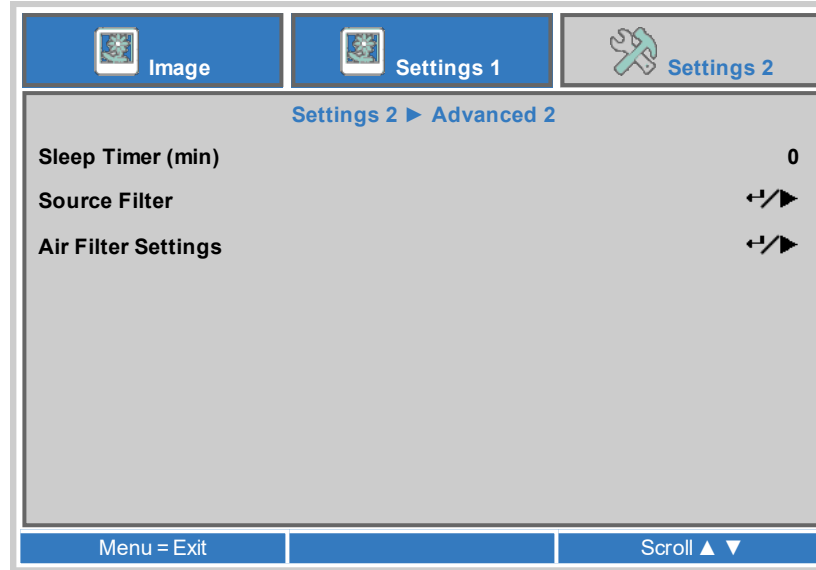 Image Settings 1 Settings 2
Settings 2 ► Advanced 2
Sleep Timer (min) 0
Source Filter ↵/►
Air Filter Settings ↵/►
Menu = Exit Scroll ▲ ▼